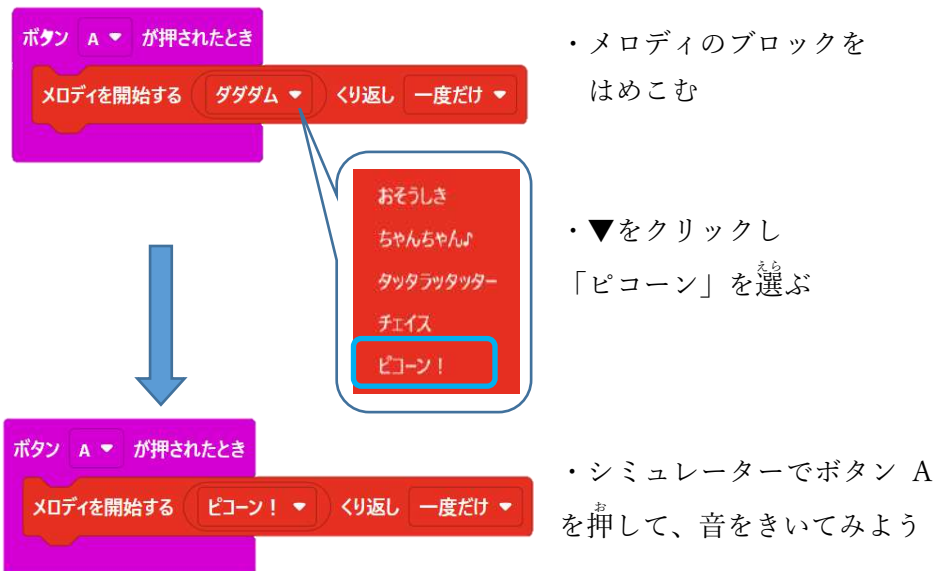 ボタン A ▼ が押されたとき
メロディを開始する ダダダム ▼ くり返し 一度だけ ▼
・メロディのブロックを
はめこむ
おそうしき
ちゃんちゃん♪
タッタラッタッター
チェイス
ピコーン！
・▼をクリックし
「ピコーン」を選ぶ
えら
ボタン A ▼ が押されたとき
メロディを開始する ピコーン！ ▼ くり返し 一度だけ ▼
・シミュレーターでボタン A
を押して、音をきいてみよう
お